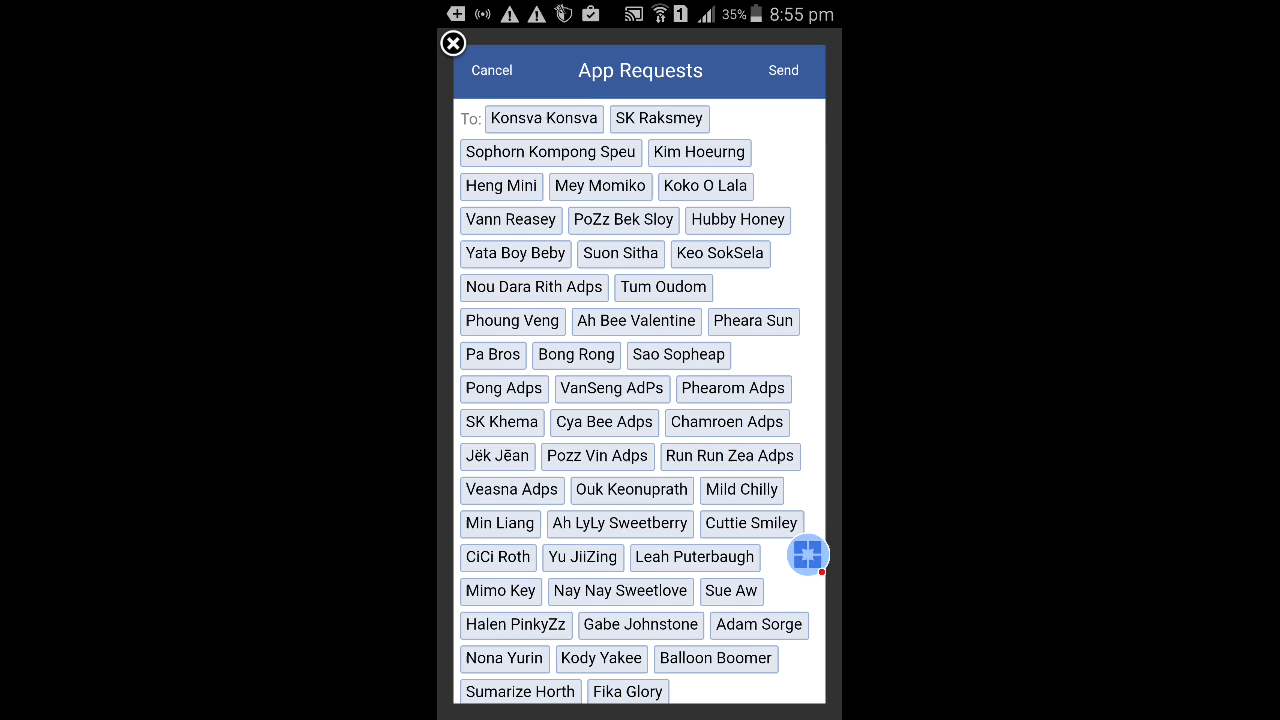 1 35% 8:55 pm
Cancel App Requests Send
To: Konsva Konsva SK Raksmey
Sophorn Kompong Speu Kim Hoeurng
Heng Mini Mey Momiko Koko O Lala
Vann Reasey PoZz Bek Sloy Hubby Honey
Yata Boy Beby Suon Sitha Keo SokSela
Nou Dara Rith Adps Tum Oudom
Phoung Veng Ah Bee Valentine Pheara Sun
Pa Bros Bong Rong Sao Sopheap
Pong Adps VanSeng AdPs Phearom Adps
SK Khema Cya Bee Adps Chamroen Adps
Jëk Jēan Pozz Vin Adps Run Run Zea Adps
Veasna Adps Ouk Keonuprath Mild Chilly
Min Liang Ah LyLy Sweetberry Cuttie Smiley
CiCi Roth Yu JiiZing Leah Puterbaugh
Mimo Key Nay Nay Sweetlove Sue Aw
Halen PinkyZz Gabe Johnstone Adam Sorge
Nona Yurin Kody Yakee Balloon Boomer
Sumarize Horth Fika Glory